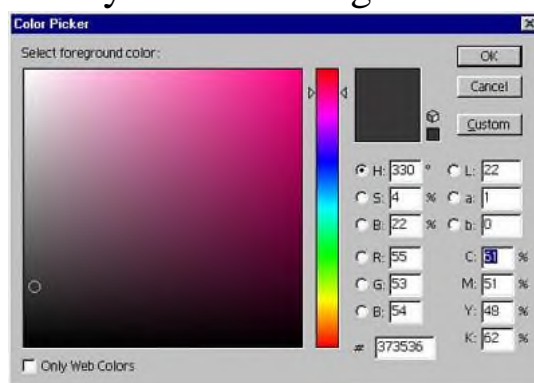 Color Picker
Select foreground color:
OK
Cancel
Custom
H: 330 ° L: 22
S: 4 % a: 1
B: 22 % b: 0
R: 55 C: 61 %
G: 53 M: 51 %
B: 54 Y: 48 %
# 373536 K: 62 %
Only Web Colors